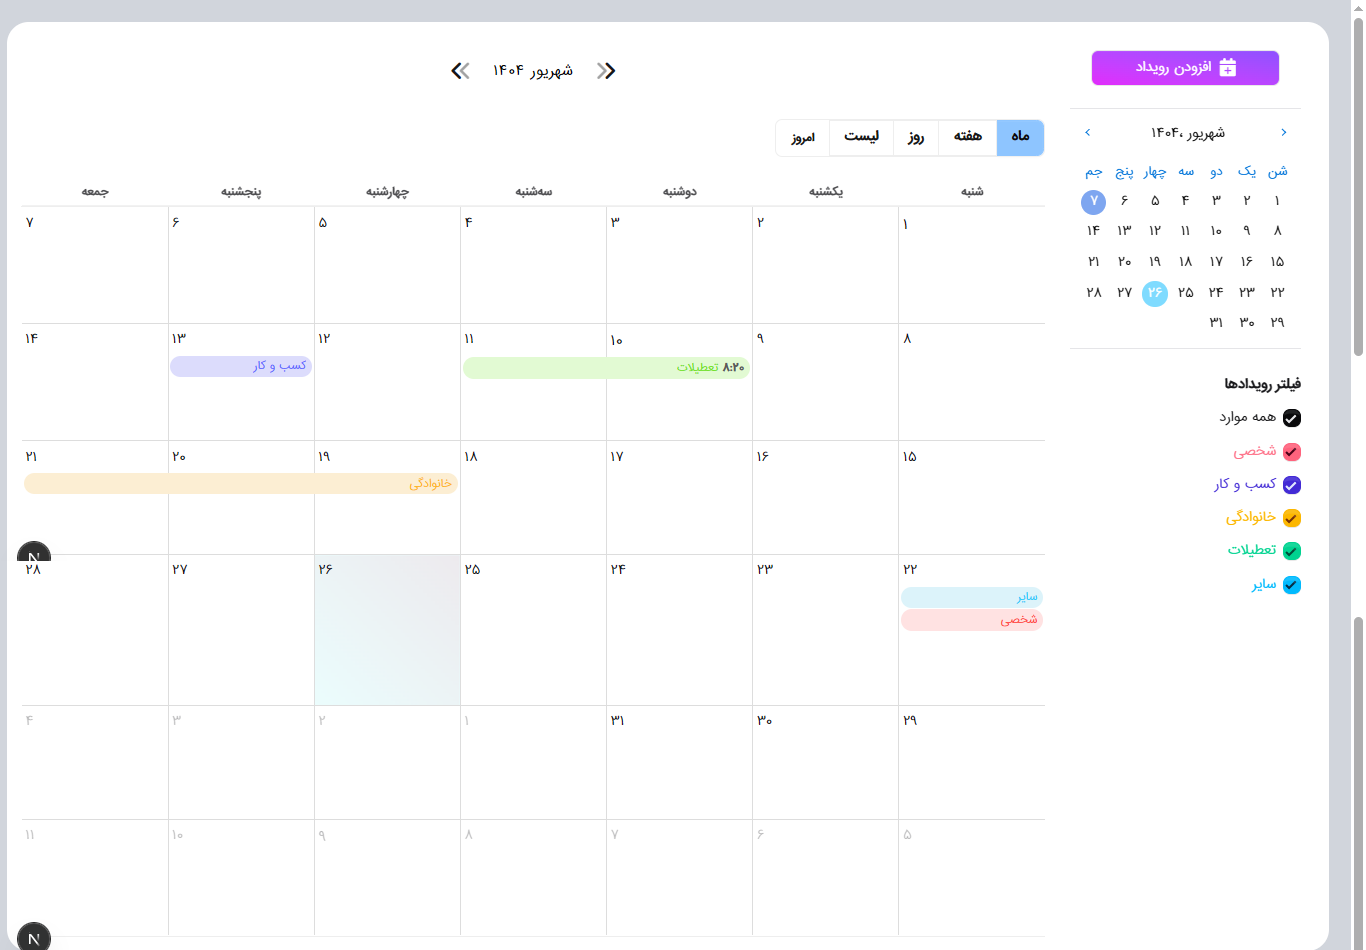 افزودن رویداد
شهریور ۱۴۰۴
شهریور ،۱۴۰۴
ماه هفته روز لیست امروز
شن یک دو سه چهار پنج جم
۱ ۲ ۳ ۴ ۵ ۶ ۷
۸ ۹ ۱۰ ۱۱ ۱۲ ۱۳ ۱۴
۱۵ ۱۶ ۱۷ ۱۸ ۱۹ ۲۰ ۲۱
۲۲ ۲۳ ۲۴ ۲۵ ۲۶ ۲۷ ۲۸
۲۹ ۳۰ ۳۱
فیلتر رویدادها
همه موارد
شخصی
کسب و کار
خانوادگی
تعطیلات
سایر
شنبه یکشنبه دوشنبه سه‌شنبه چهارشنبه پنجشنبه جمعه
۱ ۲ ۳ ۴ ۵ ۶ ۷
۸ ۹ ۱۰ ۱۱ ۱۲ ۱۳ ۱۴
۸:۲۰ تعطیلات
کسب و کار
۱۵ ۱۶ ۱۷ ۱۸ ۱۹ ۲۰ ۲۱
خانوادگی
N
۲۲ ۲۳ ۲۴ ۲۵ ۲۶ ۲۷ ۲۸
سایر
شخصی
۲۹ ۳۰ ۳۱ ۱ ۲ ۳ ۴
۵ ۶ ۷ ۸ ۹ ۱۰ ۱۱
N